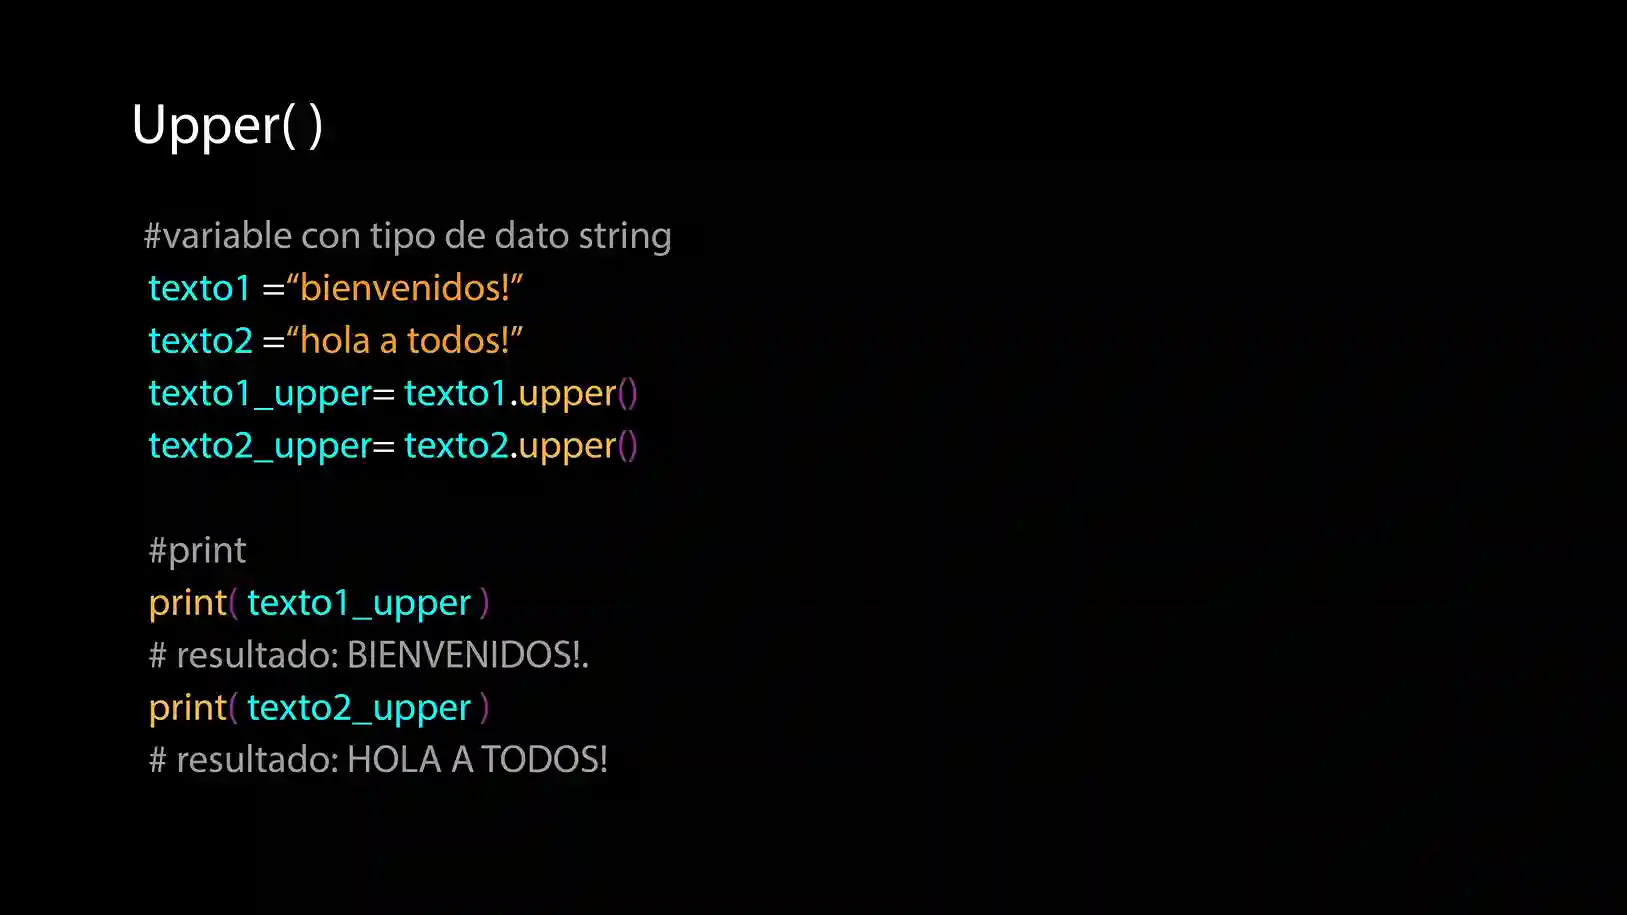 Upper( )
#variable con tipo de dato string
texto1 =“bienvenidos!”
texto2 =“hola a todos!”
texto1_upper= texto1.upper()
texto2_upper= texto2.upper()
#print
print( texto1_upper )
# resultado: BIENVENIDOS!.
print( texto2_upper )
# resultado: HOLA A TODOS!